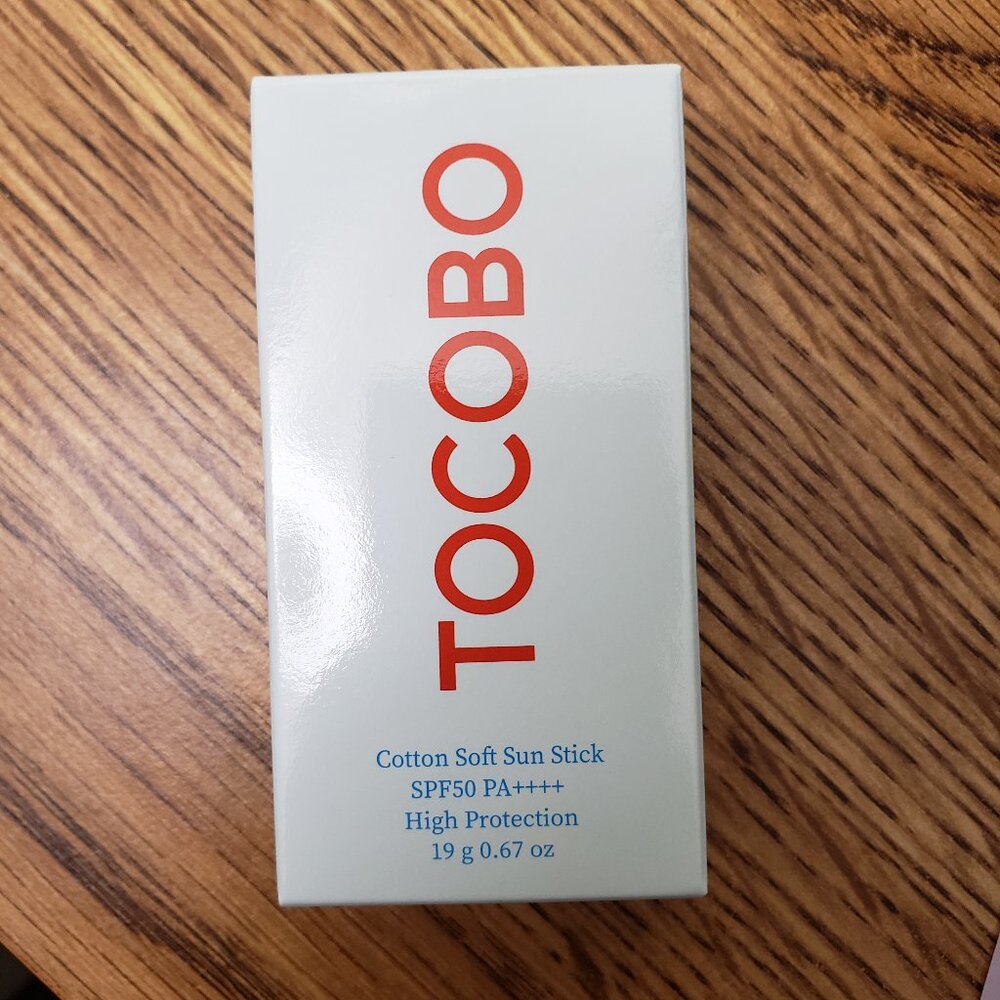 TOCOBO
Cotton Soft Sun Stick
SPF50 PA++++
High Protection
19 g 0.67 oz